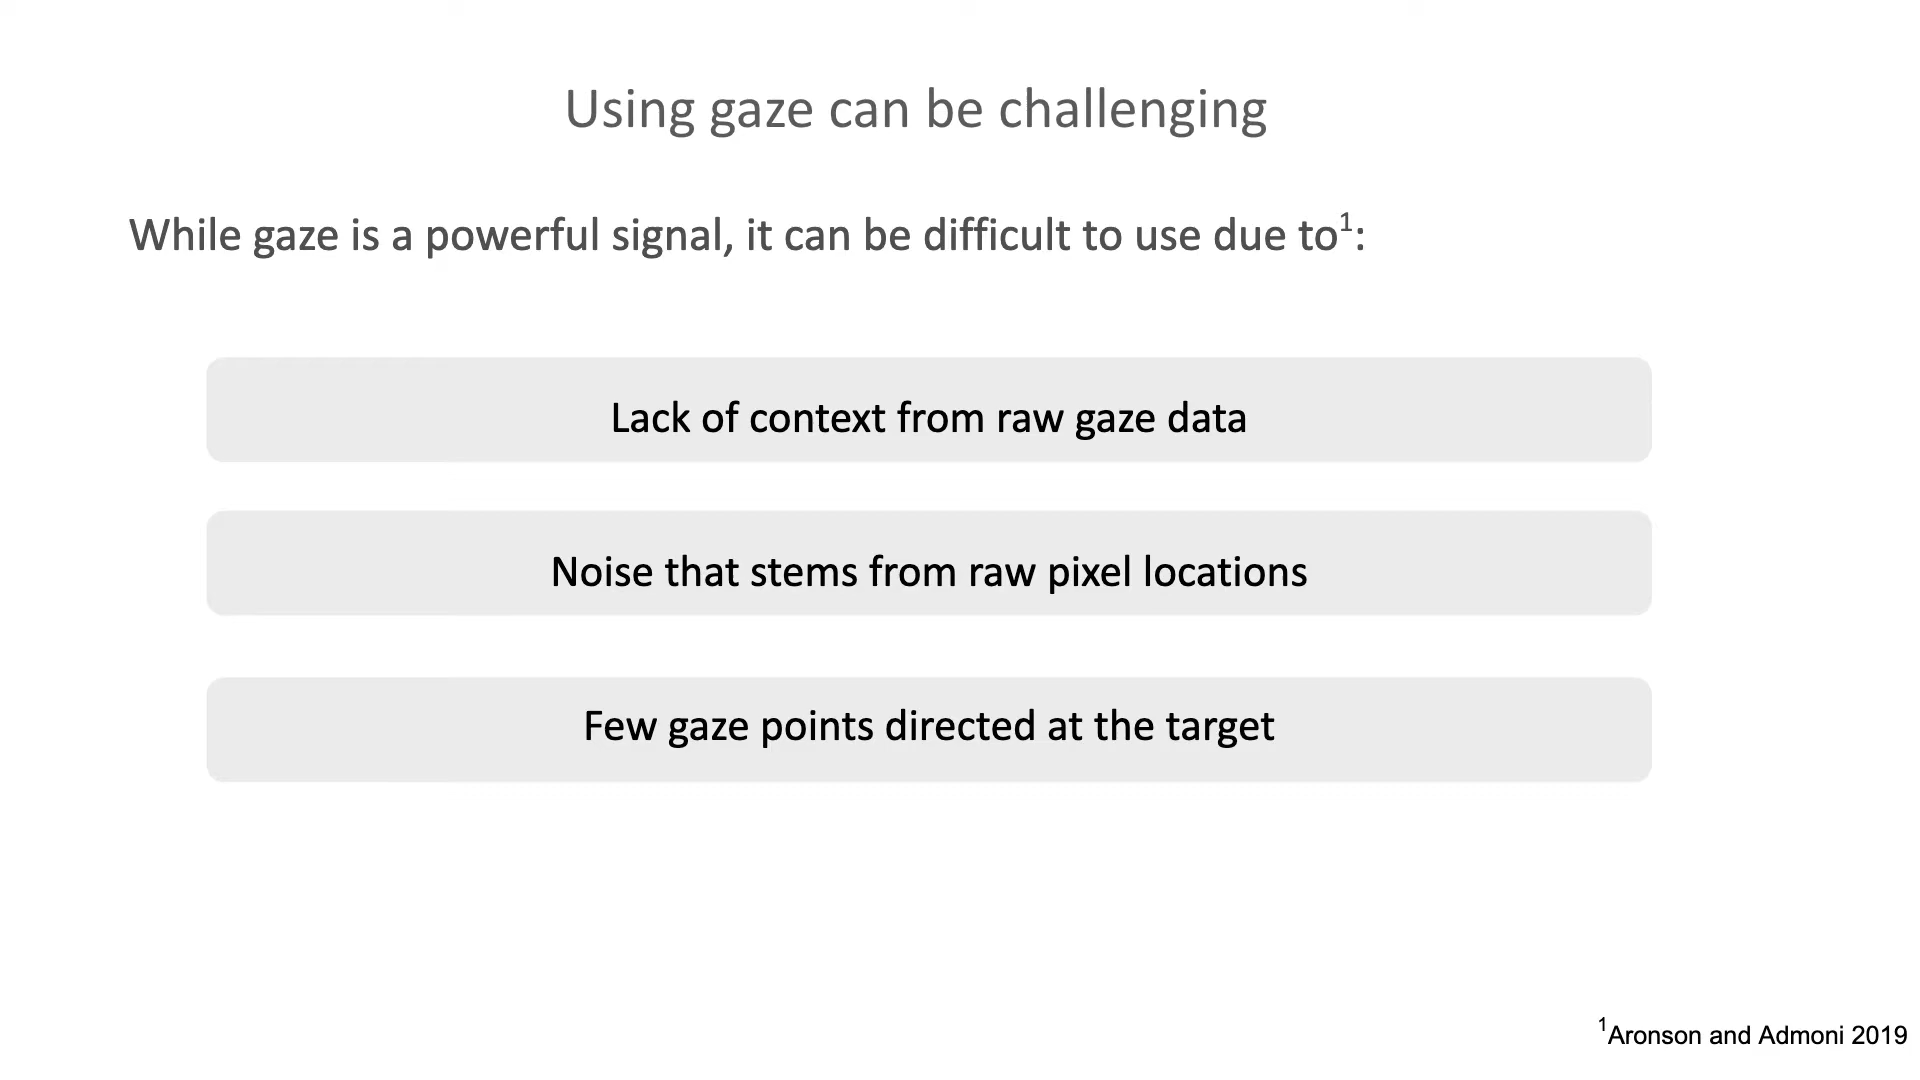 Using gaze can be challenging
While gaze is a powerful signal, it can be difficult to use due to¹:
Lack of context from raw gaze data
Noise that stems from raw pixel locations
Few gaze points directed at the target
¹Aronson and Admoni 2019